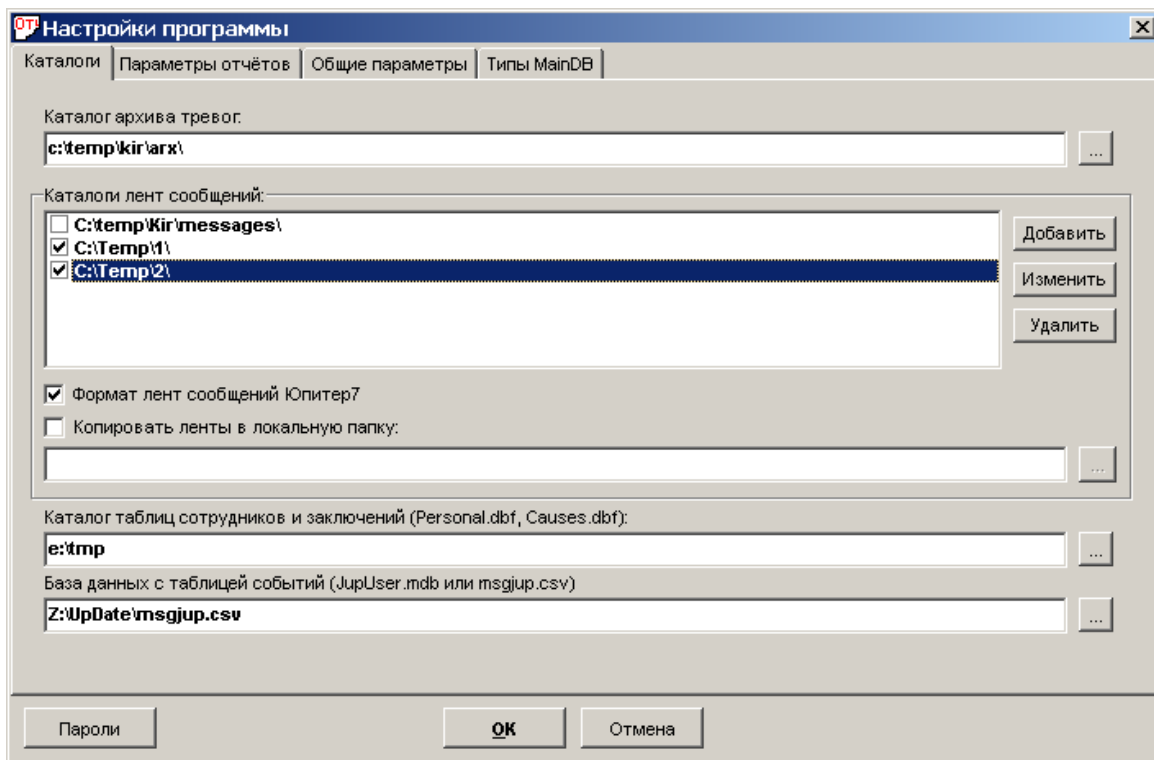 ОТ! Настройки программы
Каталоги Параметры отчётов Общие параметры Типы MainDB
Каталог архива тревог:
c:\temp\kir\arx\ ...
Каталоги лент сообщений:
C:\temp\Kir\messages\
C:\Temp\1\
C:\Temp\2\
Добавить
Изменить
Удалить
Формат лент сообщений Юпитер7
Копировать ленты в локальную папку:
...
Каталог таблиц сотрудников и заключений (Personal.dbf, Causes.dbf):
e:\tmp ...
База данных с таблицей событий (JupUser.mdb или msgjup.csv)
Z:\UpDate\msgjup.csv ...
Пароли OK Отмена